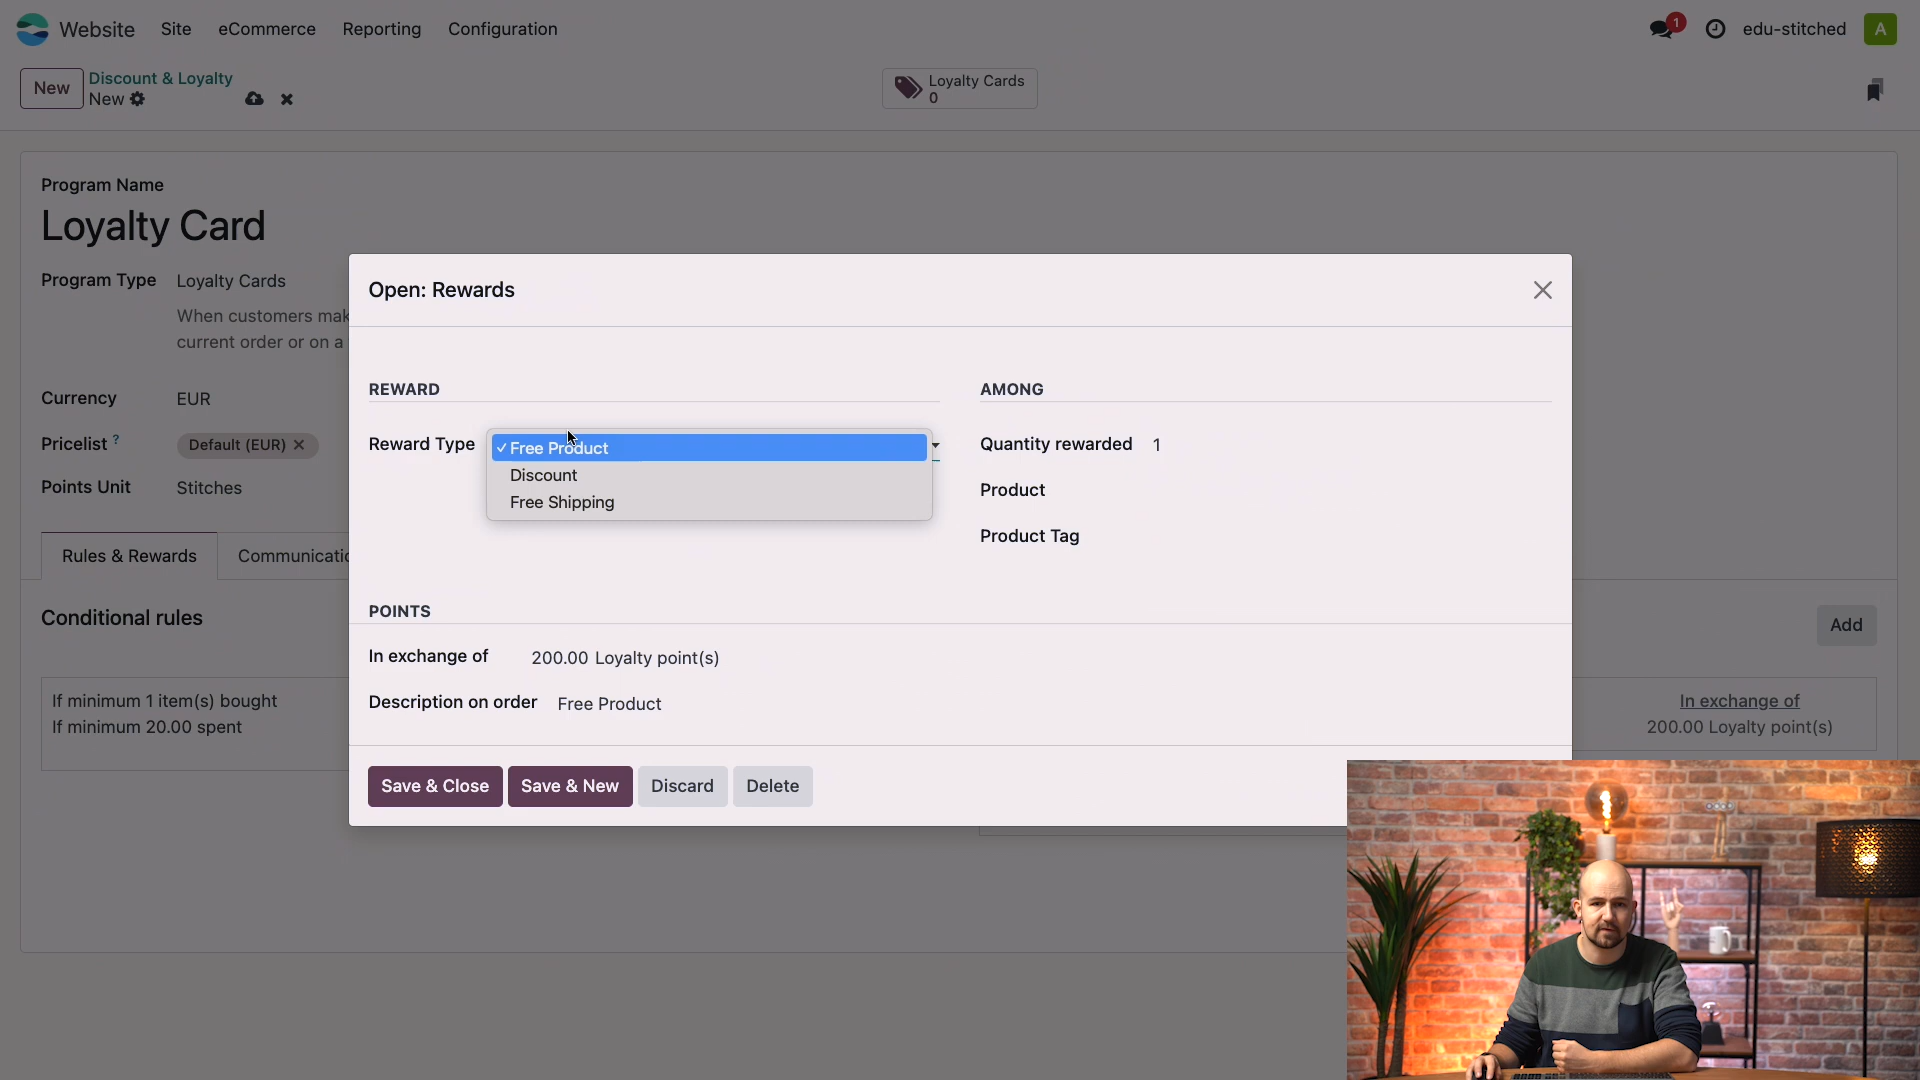 Website Site eCommerce Reporting Configuration
1 edu-stitched A
New Discount & Loyalty
New
Loyalty Cards
0
Program Name
Loyalty Card
Program Type Loyalty Cards
When customers mak
current order or on a
Currency EUR
Pricelist ? Default (EUR)
Points Unit Stitches
Rules & Rewards Communicatio
Conditional rules
Add
If minimum 1 item(s) bought
If minimum 20.00 spent
In exchange of
200.00 Loyalty point(s)
Open: Rewards
REWARD
Reward Type Free Product
Discount
Free Shipping
AMONG
Quantity rewarded 1
Product
Product Tag
POINTS
In exchange of 200.00 Loyalty point(s)
Description on order Free Product
Save & Close Save & New Discard Delete